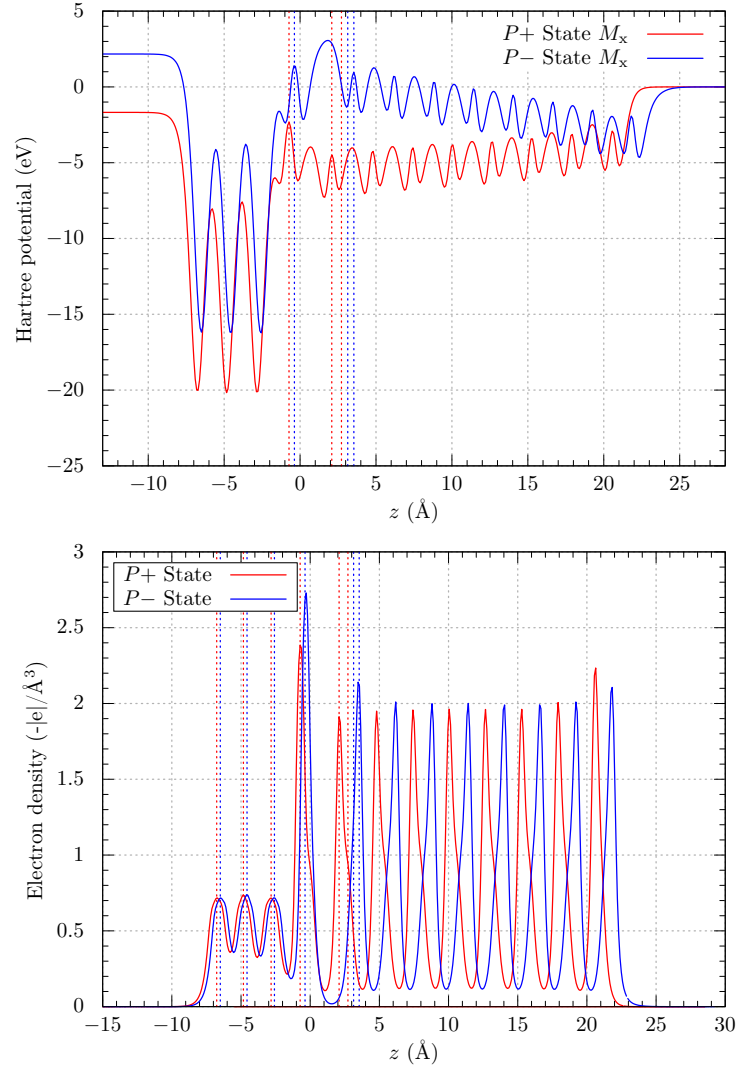 5
0
−5
−10
−15
−20
−25
Hartree potential (eV)
P+ State Mx
P− State Mx
−10 −5 0 5 10 15 20 25
z (Å)
3
2.5
2
1.5
1
0.5
0
Electron density (-|e|/Å³)
P+ State
P− State
−15 −10 −5 0 5 10 15 20 25 30
z (Å)